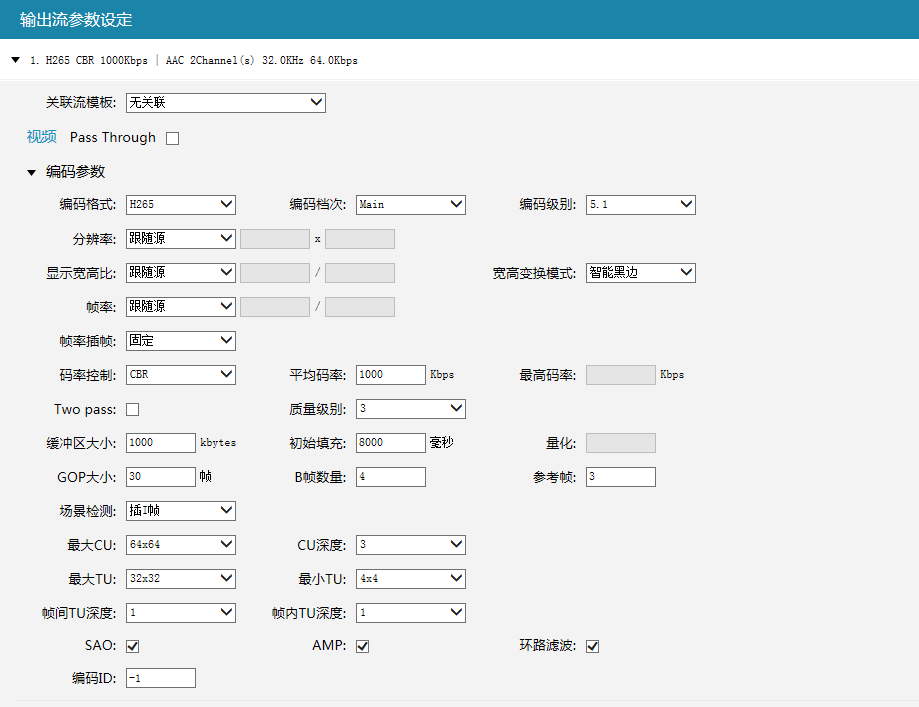 输出流参数设定
1. H265 CBR 1000Kbps | AAC 2Channel(s) 32.0KHz 64.0Kbps
关联流模板: 无关联
视频 Pass Through
编码参数
编码格式: H265 编码档次: Main 编码级别: 5.1
分辨率: 跟随源 x
显示宽高比: 跟随源 / 宽高变换模式: 智能黑边
帧率: 跟随源 /
帧率插帧: 固定
码率控制: CBR 平均码率: 1000 Kbps 最高码率: Kbps
Two pass: 质量级别: 3
缓冲区大小: 1000 kbytes 初始填充: 8000 毫秒 量化:
GOP大小: 30 帧 B帧数量: 4 参考帧: 3
场景检测: 插I帧
最大CU: 64x64 CU深度: 3
最大TU: 32x32 最小TU: 4x4
帧间TU深度: 1 帧内TU深度: 1
SAO: AMP: 环路滤波:
编码ID: -1